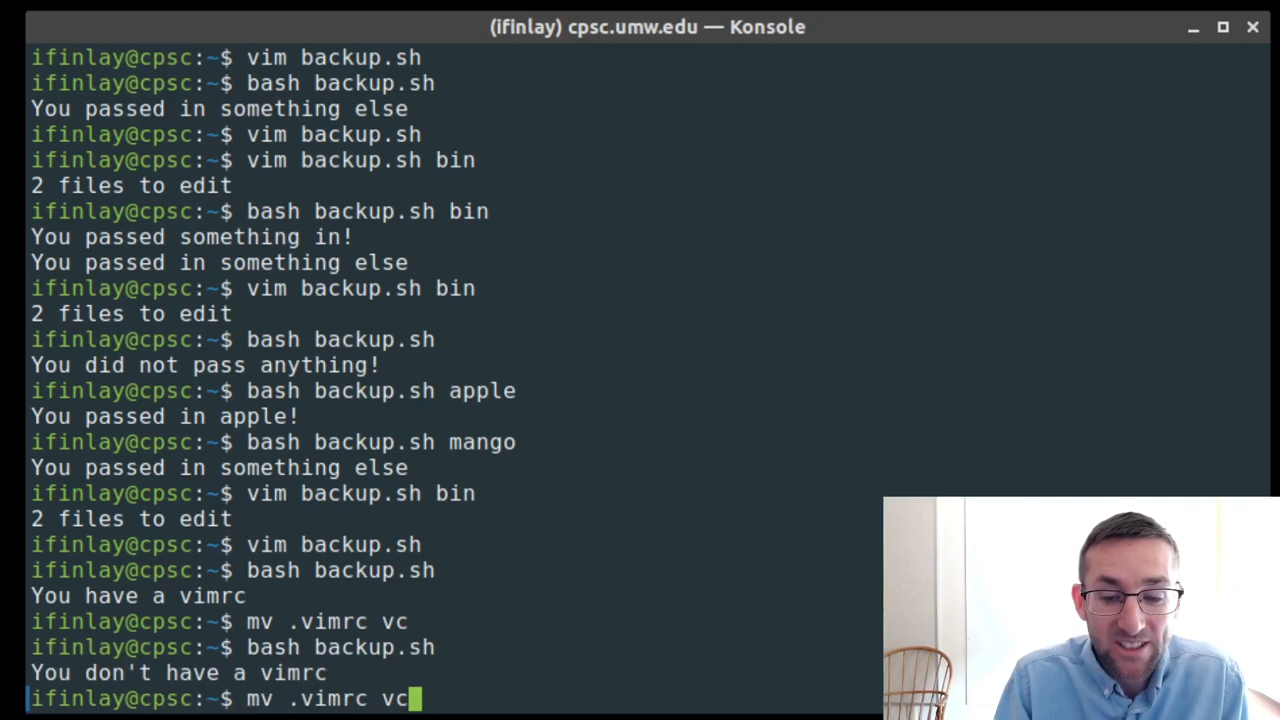 (ifinlay) cpsc.umw.edu — Konsole
ifinlay@cpsc:~$ vim backup.sh
ifinlay@cpsc:~$ bash backup.sh
You passed in something else
ifinlay@cpsc:~$ vim backup.sh
ifinlay@cpsc:~$ vim backup.sh bin
2 files to edit
ifinlay@cpsc:~$ bash backup.sh bin
You passed something in!
You passed in something else
ifinlay@cpsc:~$ vim backup.sh bin
2 files to edit
ifinlay@cpsc:~$ bash backup.sh
You did not pass anything!
ifinlay@cpsc:~$ bash backup.sh apple
You passed in apple!
ifinlay@cpsc:~$ bash backup.sh mango
You passed in something else
ifinlay@cpsc:~$ vim backup.sh bin
2 files to edit
ifinlay@cpsc:~$ vim backup.sh
ifinlay@cpsc:~$ bash backup.sh
You have a vimrc
ifinlay@cpsc:~$ mv .vimrc vc
ifinlay@cpsc:~$ bash backup.sh
You don't have a vimrc
ifinlay@cpsc:~$ mv .vimrc vc